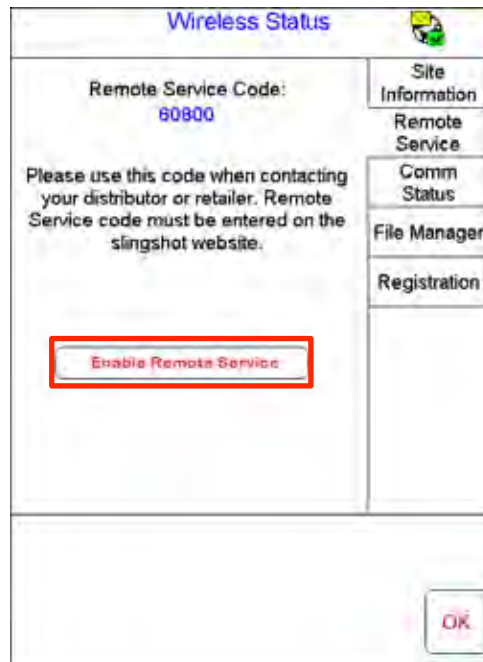 Wireless Status
Remote Service Code:
60800
Please use this code when contacting
your distributor or retailer. Remote
Service code must be entered on the
slingshot website.
Enable Remote Service
Site
Information
Remote
Service
Comm
Status
File Manager
Registration
OK